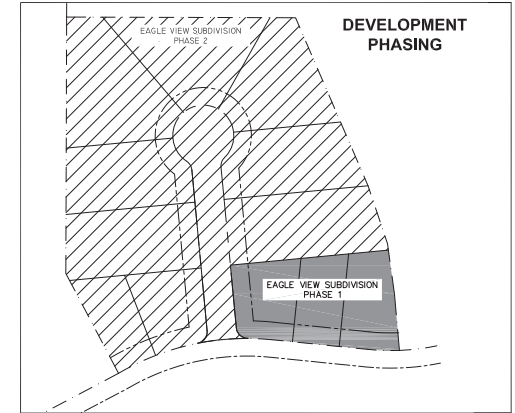 DEVELOPMENT
PHASING
EAGLE VIEW SUBDIVISION
PHASE 2
EAGLE VIEW SUBDIVISION
PHASE 1